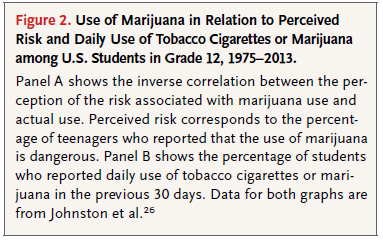 Figure 2. Use of Marijuana in Relation to Perceived
Risk and Daily Use of Tobacco Cigarettes or Marijuana
among U.S. Students in Grade 12, 1975–2013.
Panel A shows the inverse correlation between the per-
ception of the risk associated with marijuana use and
actual use. Perceived risk corresponds to the percent-
age of teenagers who reported that the use of marijuana
is dangerous. Panel B shows the percentage of students
who reported daily use of tobacco cigarettes or mari-
juana in the previous 30 days. Data for both graphs are
from Johnston et al.26